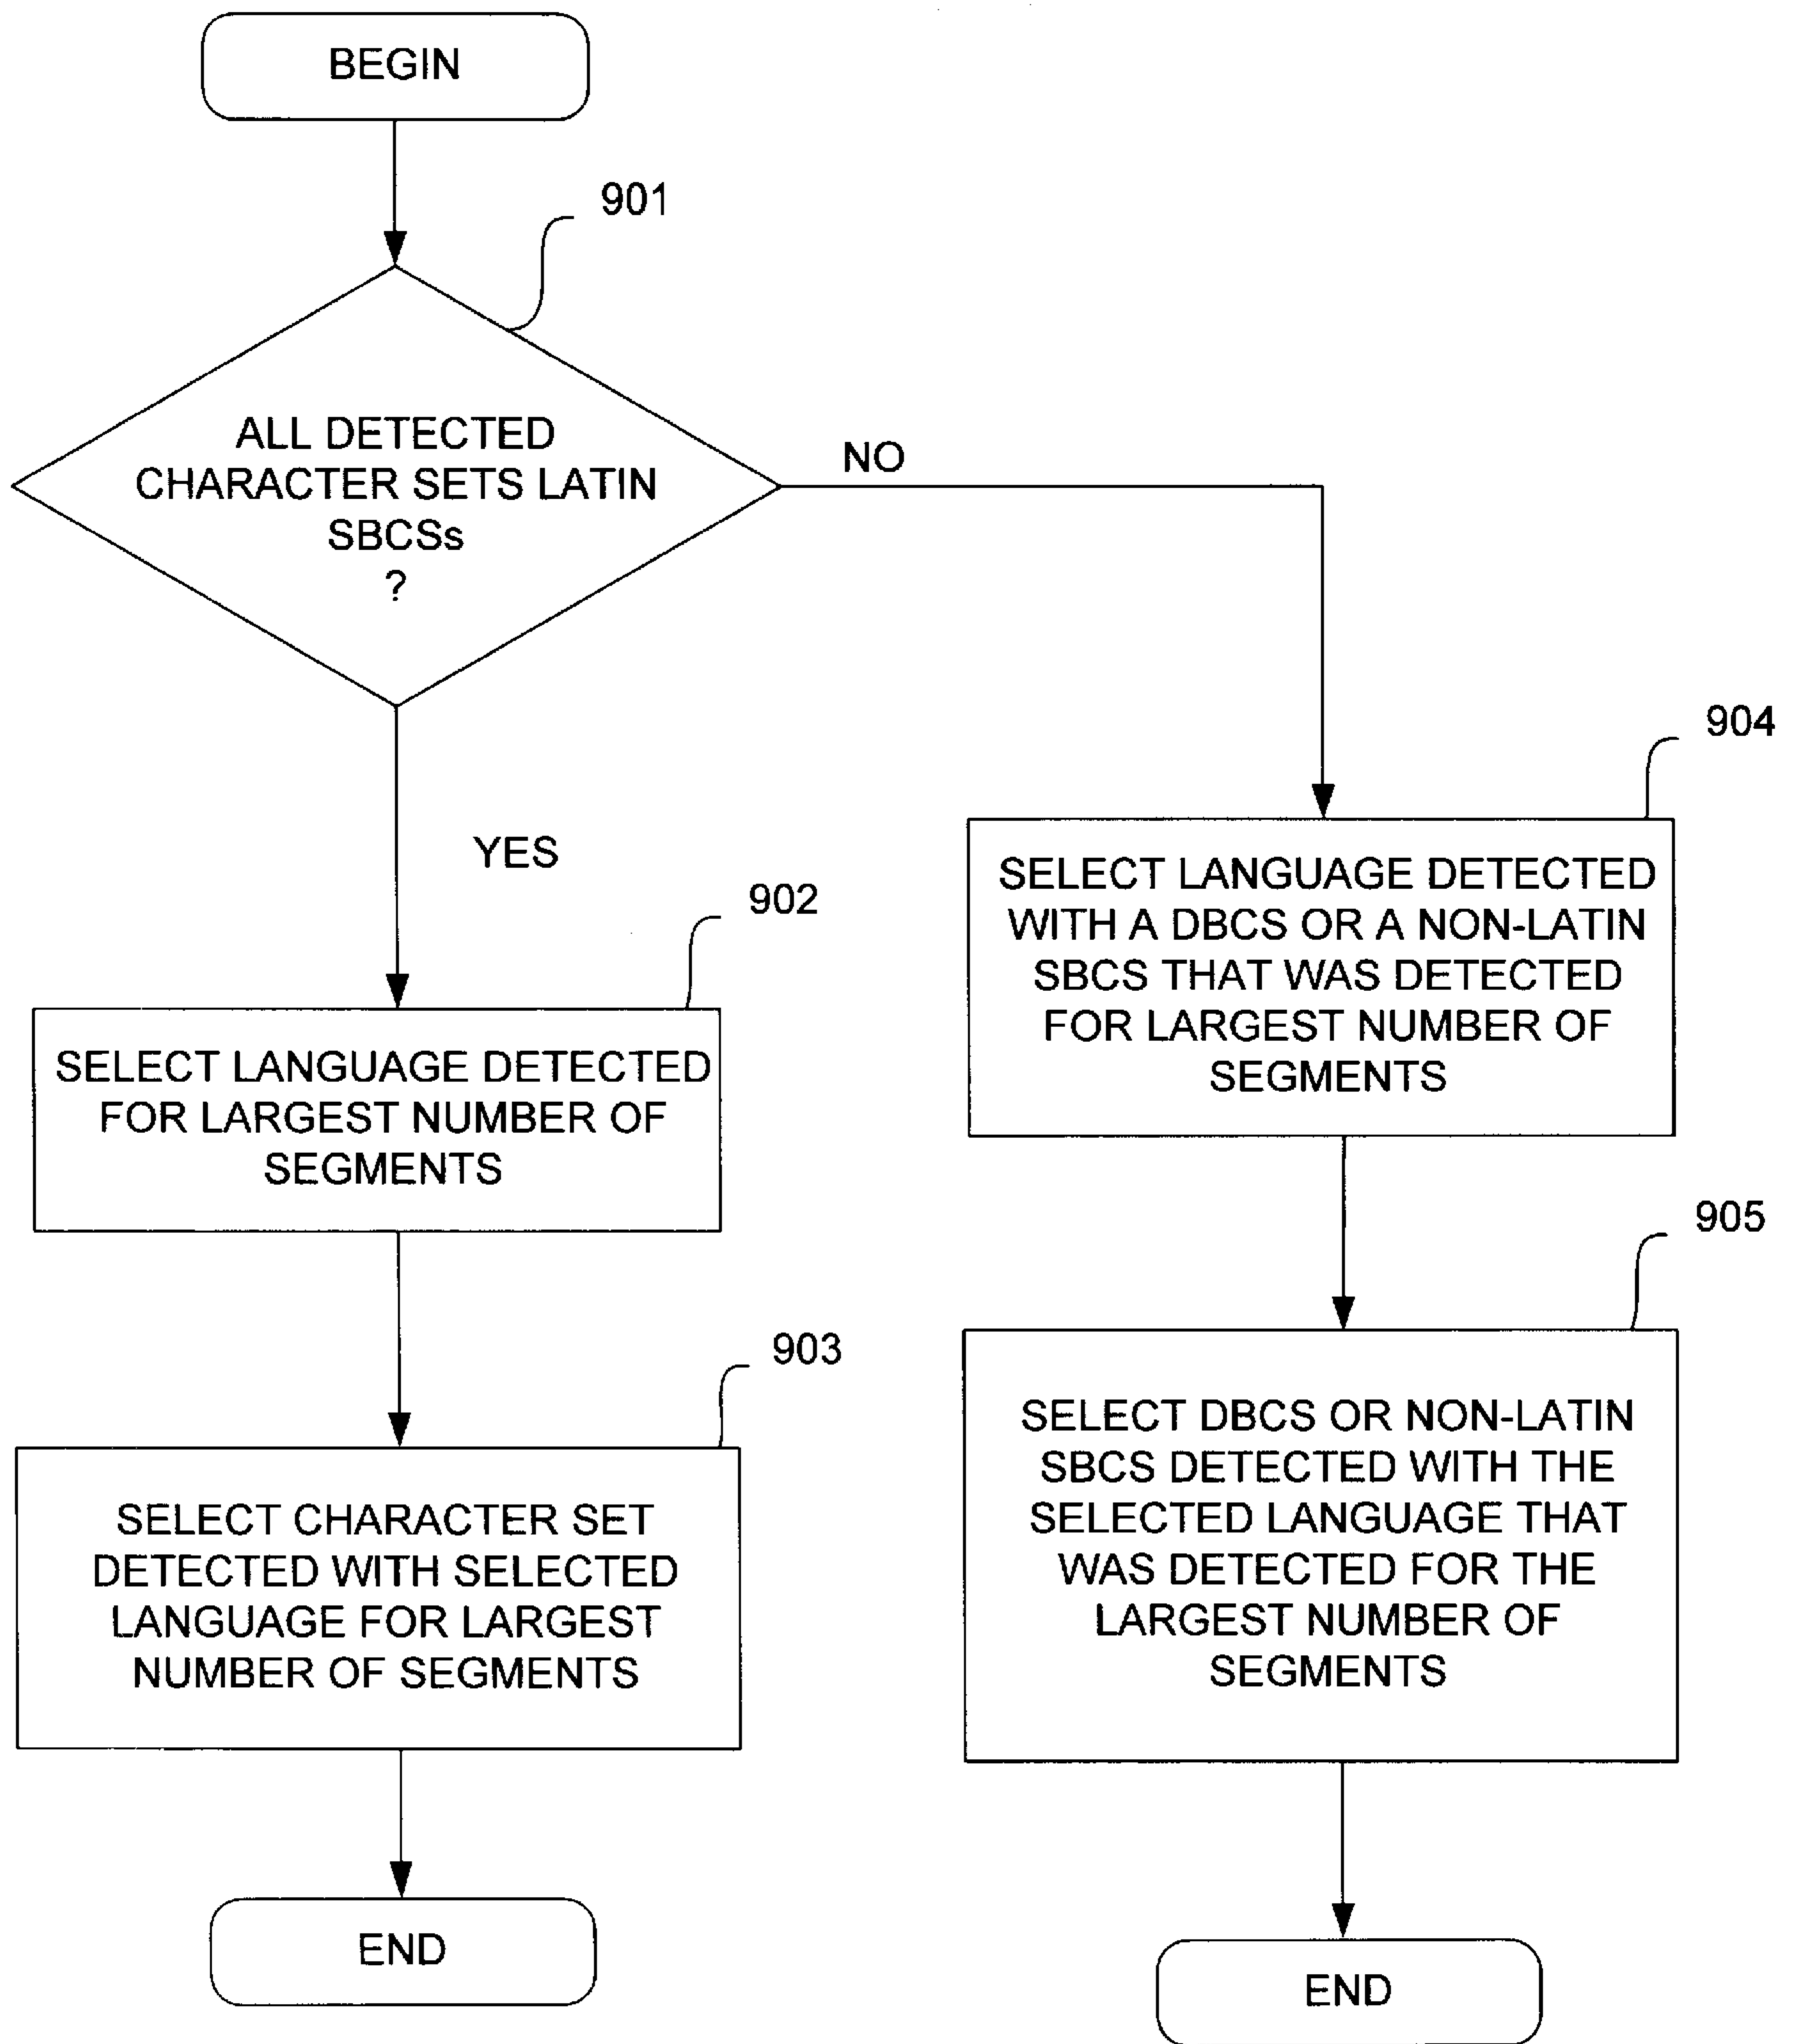 BEGIN
901
ALL DETECTED
CHARACTER SETS LATIN
SBCSs
?
NO
YES
902
SELECT LANGUAGE DETECTED
FOR LARGEST NUMBER OF
SEGMENTS
903
SELECT CHARACTER SET
DETECTED WITH SELECTED
LANGUAGE FOR LARGEST
NUMBER OF SEGMENTS
END
904
SELECT LANGUAGE DETECTED
WITH A DBCS OR A NON-LATIN
SBCS THAT WAS DETECTED
FOR LARGEST NUMBER OF
SEGMENTS
905
SELECT DBCS OR NON-LATIN
SBCS DETECTED WITH THE
SELECTED LANGUAGE THAT
WAS DETECTED FOR THE
LARGEST NUMBER OF
SEGMENTS
END